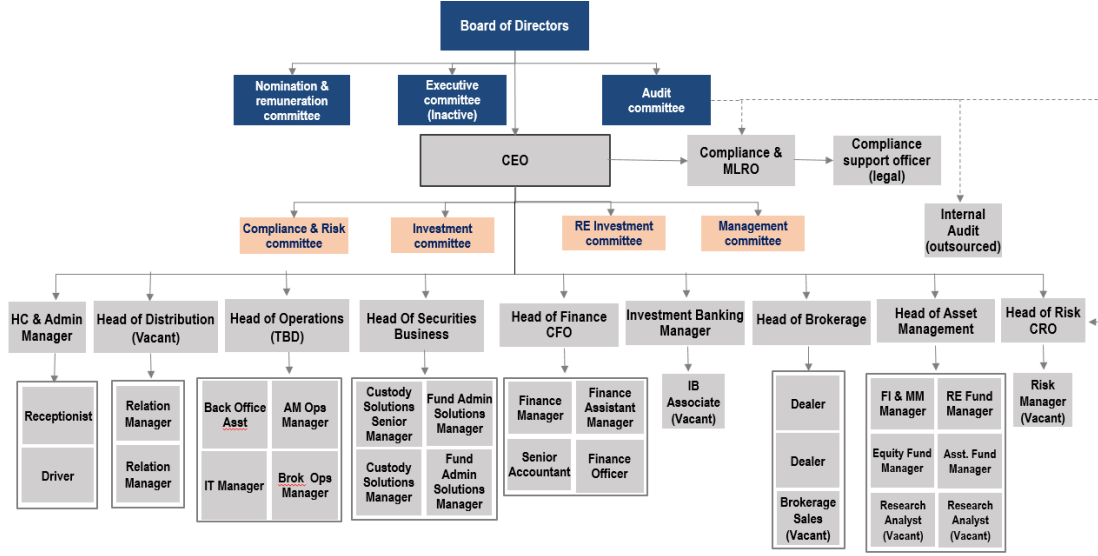 Board of Directors
Nomination &
remuneration
committee
Executive
committee
(Inactive)
Audit
committee
CEO
Compliance &
MLRO
Compliance
support officer
(legal)
Internal
Audit
(outsourced)
Compliance & Risk
committee
Investment
committee
RE Investment
committee
Management
committee
HC & Admin
Manager
Head of Distribution
(Vacant)
Head of Operations
(TBD)
Head Of Securities
Business
Head of Finance
CFO
Investment Banking
Manager
Head of Brokerage
Head of Asset
Management
Head of Risk
CRO
Receptionist
Driver
Relation
Manager
Relation
Manager
Back Office
Asst
AM Ops
Manager
IT Manager
Brok Ops
Manager
Custody
Solutions
Senior
Manager
Fund Admin
Solutions
Manager
Custody
Solutions
Manager
Fund
Admin
Solutions
Manager
Finance
Manager
Finance
Assistant
Manager
Senior
Accountant
Finance
Officer
IB
Associate
(Vacant)
Dealer
Dealer
Brokerage
Sales
(Vacant)
FI & MM
Manager
RE Fund
Manager
Equity Fund
Manager
Asst. Fund
Manager
Research
Analyst
(Vacant)
Research
Analyst
(Vacant)
Risk
Manager
(Vacant)